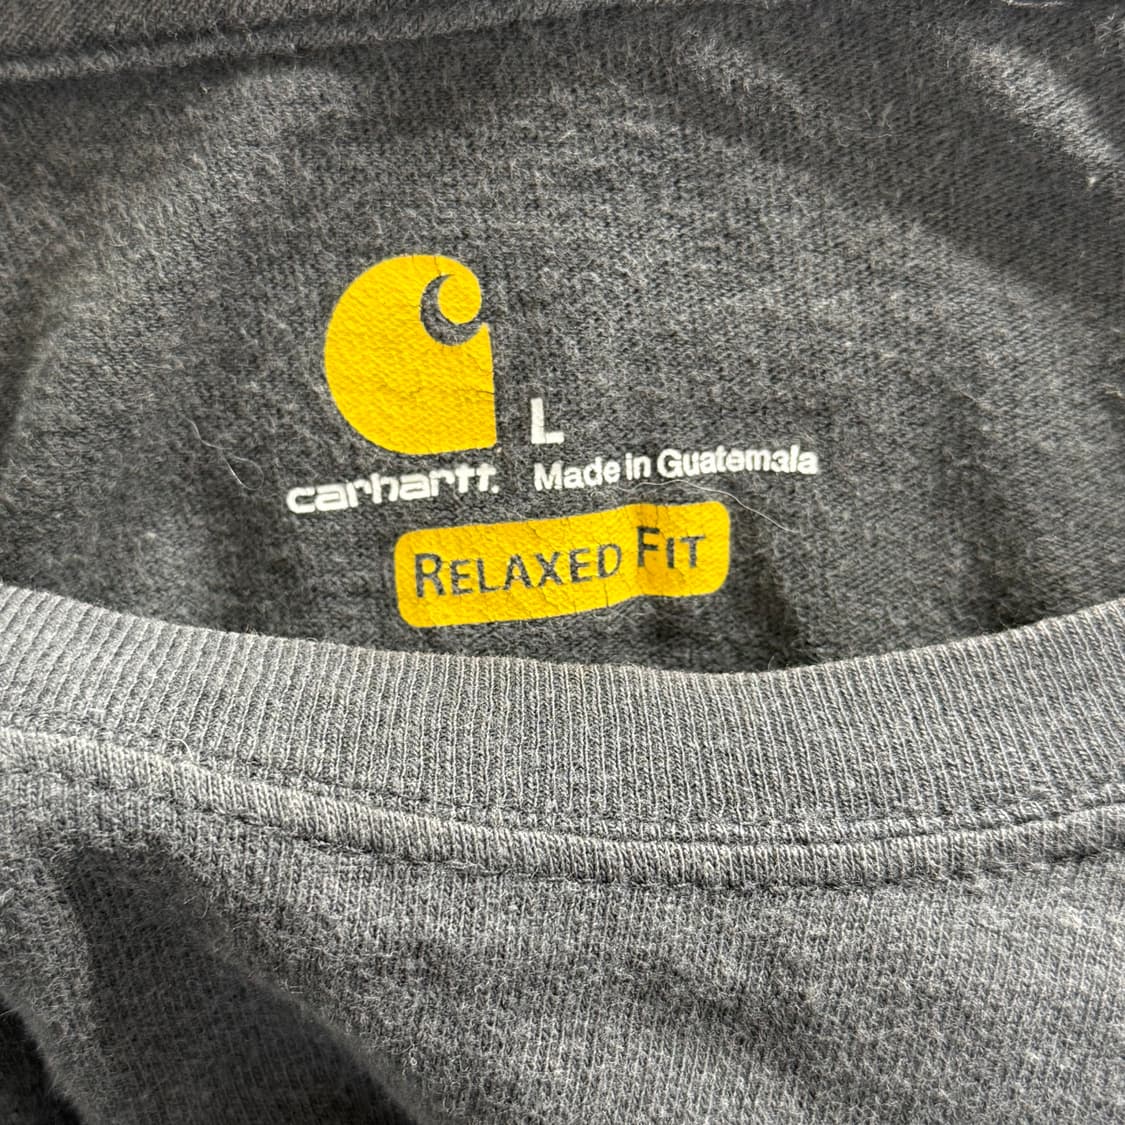 L
carhartt. Made in Guatemala
RELAXED FIT